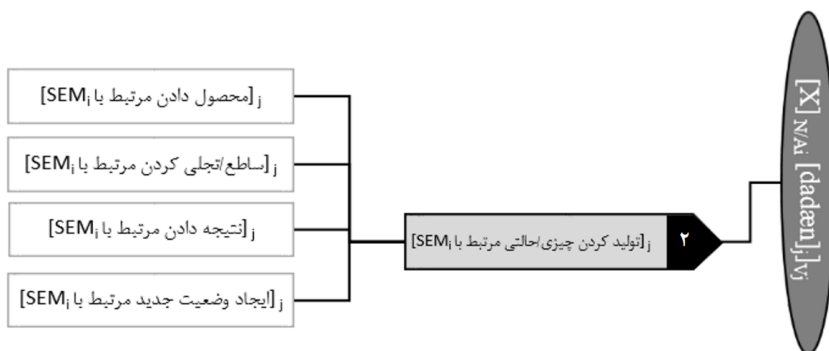 [X] N/Ai [dadæn]j]Vj
۲
[تولید کردن چیزی/حالتی مرتبط با SEMi] j
[محصول دادن مرتبط با SEMi] j
[ساطع/تجلی کردن مرتبط با SEMi] j
[نتیجه دادن مرتبط با SEMi] j
[ایجاد وضعیت جدید مرتبط با SEMi] j